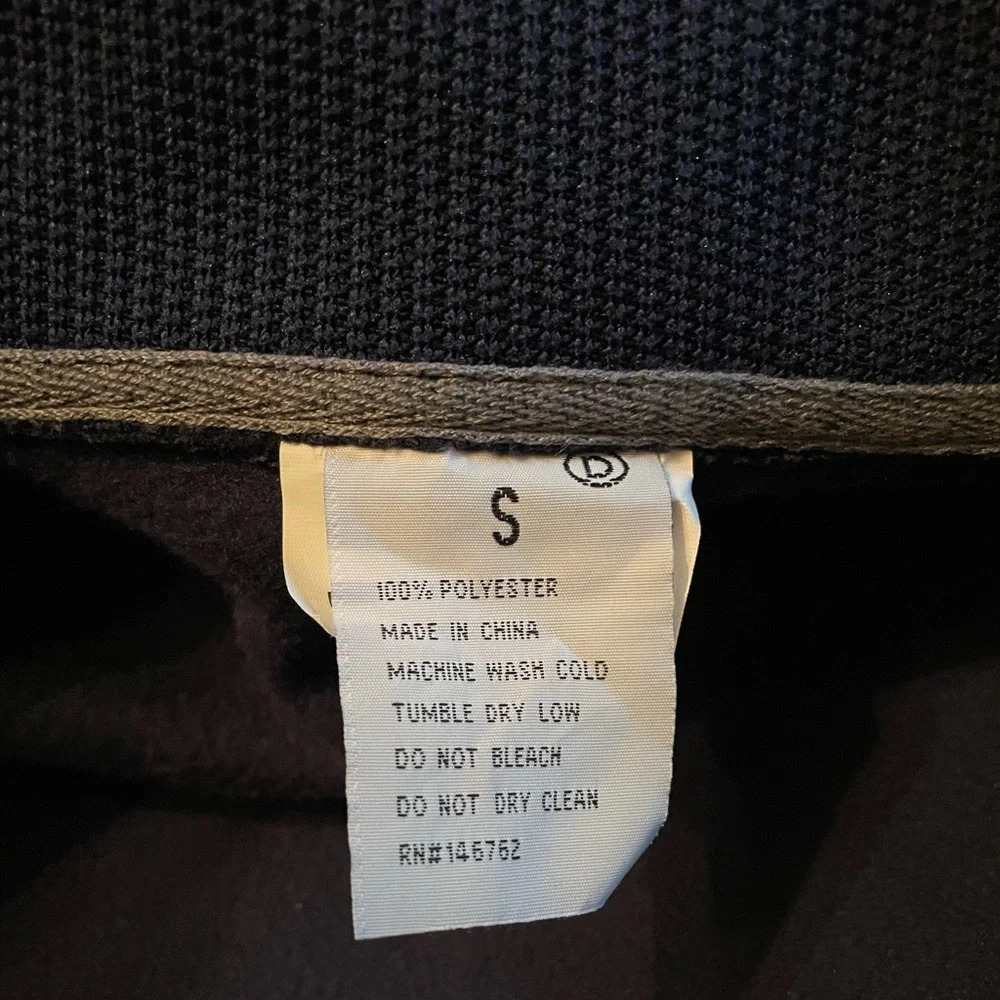 D
S
100% POLYESTER
MADE IN CHINA
MACHINE WASH COLD
TUMBLE DRY LOW
DO NOT BLEACH
DO NOT DRY CLEAN
RN#146762